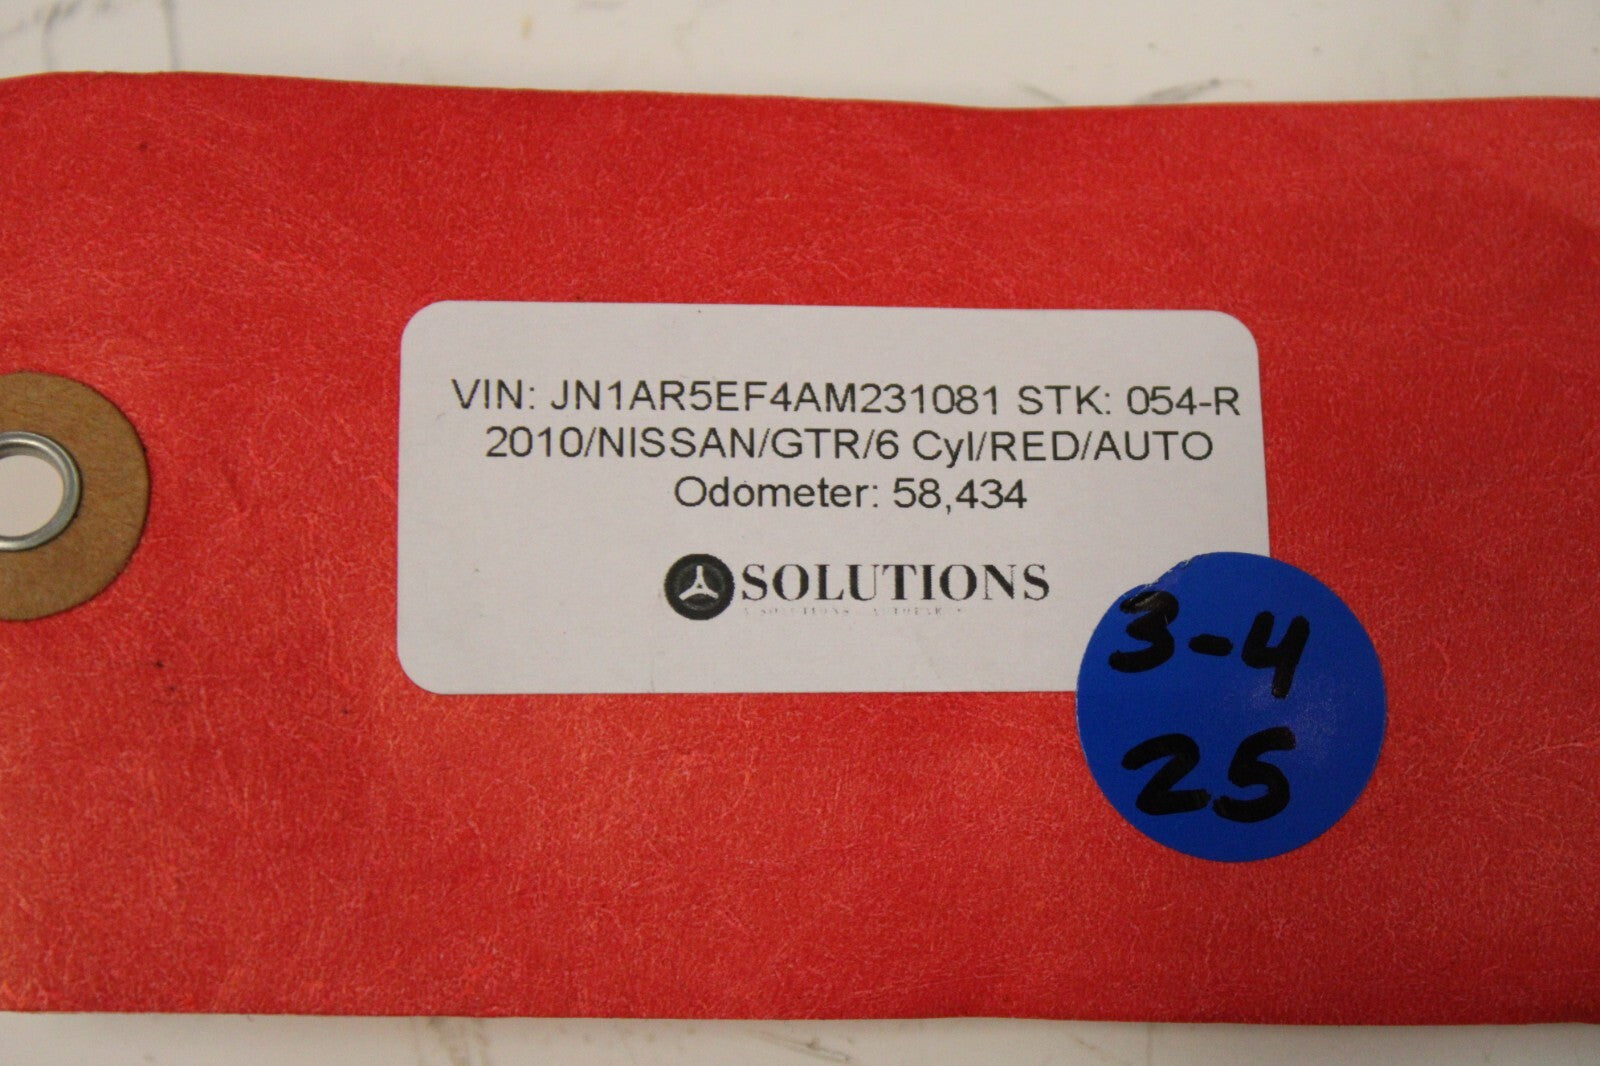 VIN: JN1AR5EF4AM231081 STK: 054-R
2010/NISSAN/GTR/6 Cyl/RED/AUTO
Odometer: 58,434
SOLUTIONS
3-4
25